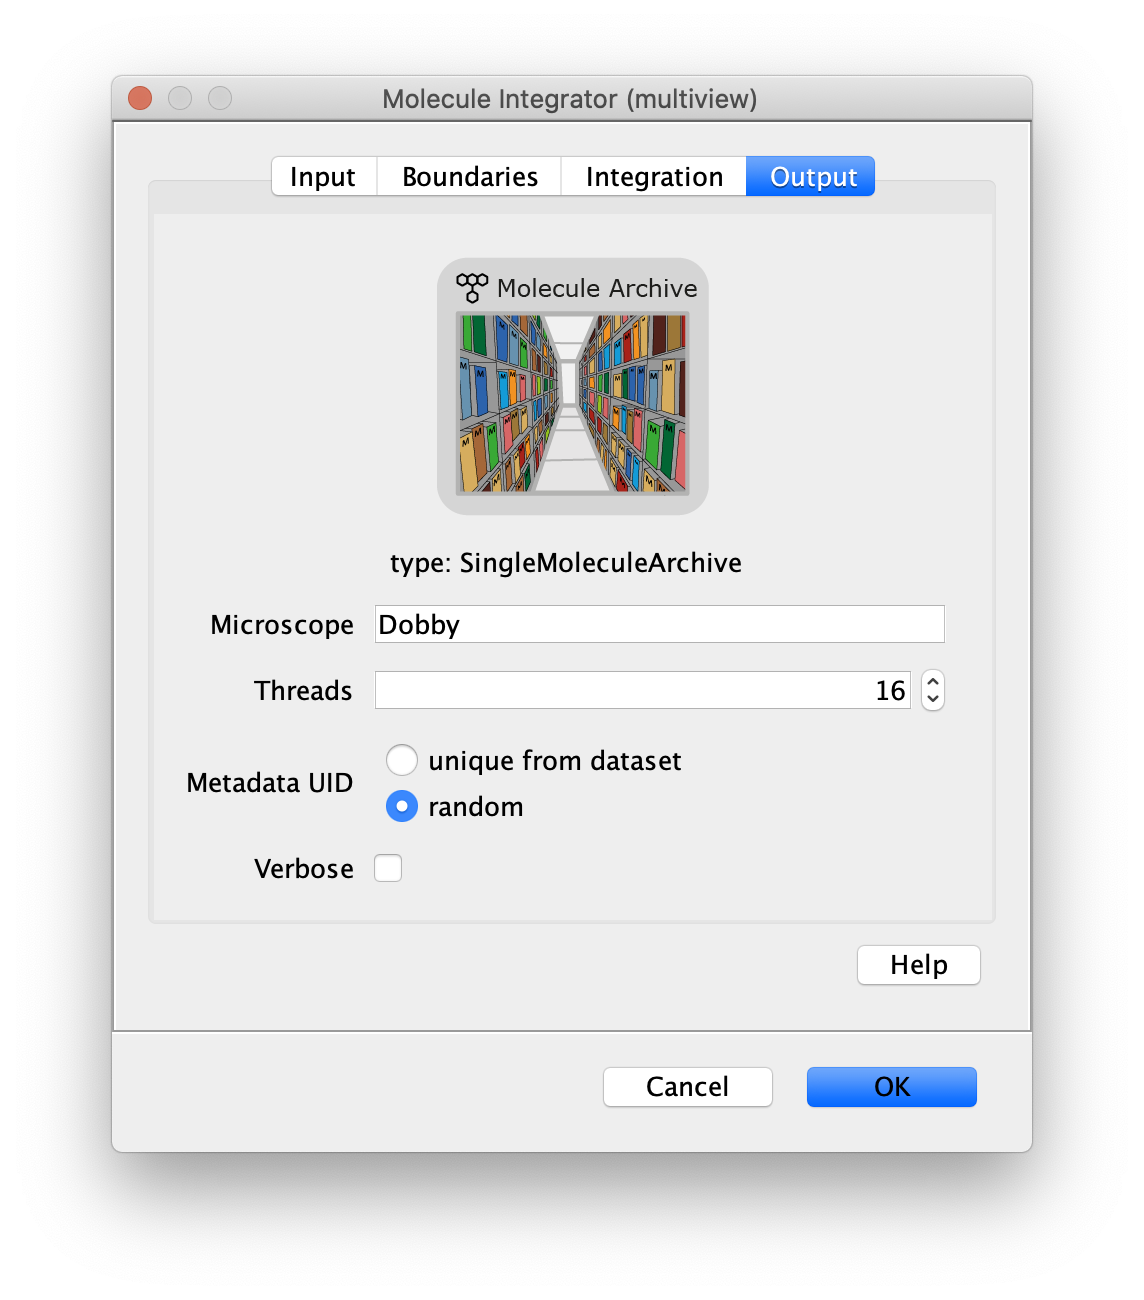 Molecule Integrator (multiview)
Input Boundaries Integration Output
Molecule Archive
type: SingleMoleculeArchive
Microscope Dobby
Threads 16
Metadata UID
unique from dataset
random
Verbose
Help
Cancel OK